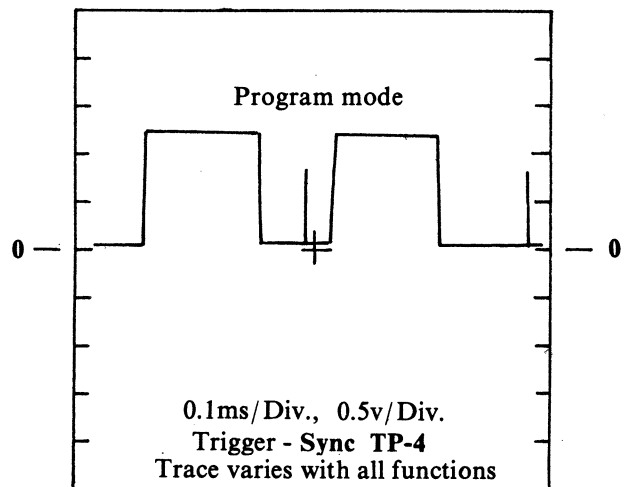 Program mode
0 0
0.1ms/Div., 0.5v/Div.
Trigger - Sync TP-4
Trace varies with all functions